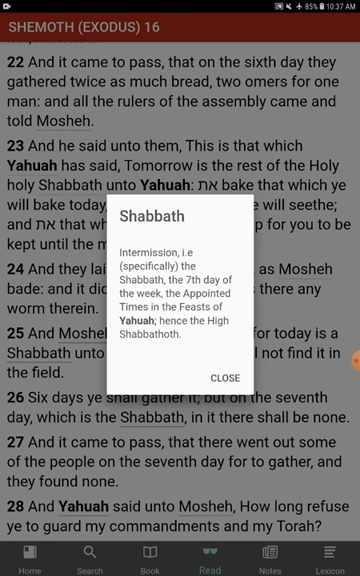 85% 10:37 AM
SHEMOTH (EXODUS) 16
22 And it came to pass, that on the sixth day they
gathered twice as much bread, two omers for one
man: and all the rulers of the assembly came and
told Mosheh.
23 And he said unto them, This is that which
Yahuah has said, Tomorrow is the rest of the Holy
holy Shabbath unto Yahuah: את bake that which ye
will bake today, e will seethe;
and את that wh p for you to be
kept until the m
24 And they lai as Mosheh
bade: and it did s there any
worm therein.
25 And Moshe for today is a
Shabbath unto l not find it in
the field.
Shabbath
Intermission, i.e
(specifically) the
Shabbath, the 7th day of
the week, the Appointed
Times in the Feasts of
Yahuah; hence the High
Shabbathoth.
CLOSE
26 Six days ye shall gather it; but on the seventh
day, which is the Shabbath, in it there shall be none.
27 And it came to pass, that there went out some
of the people on the seventh day for to gather, and
they found none.
28 And Yahuah said unto Mosheh, How long refuse
ye to guard my commandments and my Torah?
Home Search Book Read Notes Lexicon